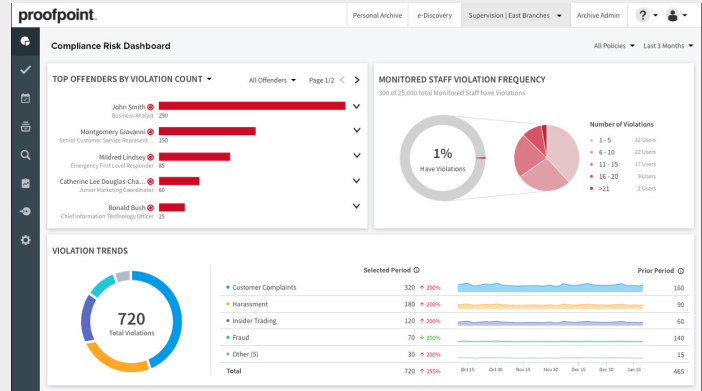 proofpoint.
Personal Archive
e-Discovery
Supervision | East Branches
Archive Admin
?
Compliance Risk Dashboard
All Policies
Last 3 Months
TOP OFFENDERS BY VIOLATION COUNT
All Offenders
Page 1/2
John Smith
Business Analyst 290
Montgomery Giovanni
Senior Customer Service Represent... 150
Mildred Lindsey
Emergency First Level Responder 85
Catherine Lee Douglas-Cha...
Junior Marketing Coordinator 60
Ronald Bush
Chief Information Technology Officer 25
MONITORED STAFF VIOLATION FREQUENCY
300 of 25,000 total Monitored Staff have Violations
1%
Have Violations
Number of Violations
1 - 5 32 Users
6 - 10 22 Users
11 - 15 17 Users
16 - 20 9 Users
>21 2 Users
VIOLATION TRENDS
720
Total Violations
Selected Period
Prior Period
Customer Complaints 320 ↑ 200% 160
Harassment 180 ↑ 200% 90
Insider Trading 120 ↑ 200% 60
Fraud 70 ↓ 200% 140
Other (5) 30 ↑ 200% 15
Total 720 ↑ 155% Oct 15 Oct 30 Nov 15 Nov 30 Dec 15 Dec 30 Jan 15 465